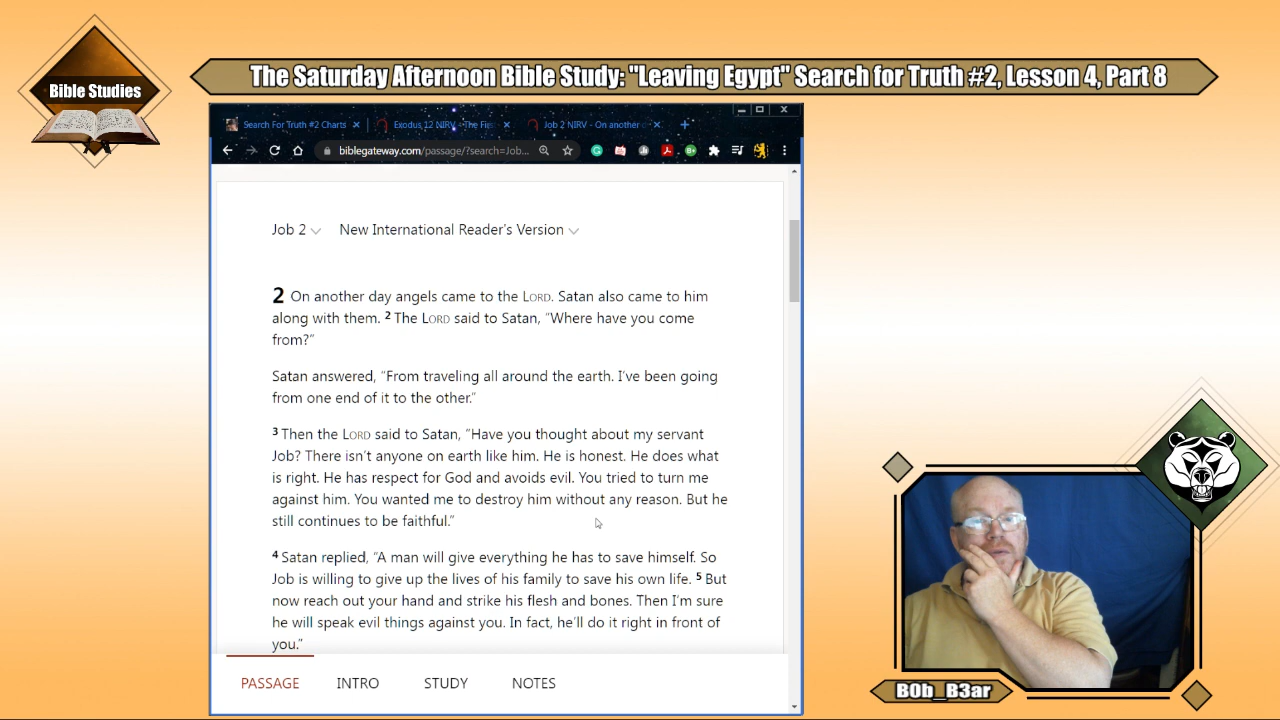 The Saturday Afternoon Bible Study: "Leaving Egypt" Search for Truth #2, Lesson 4, Part 8
Bible Studies
Search For Truth #2 Charts
Exodus 12 NIRV - The Fir
Job 2 NIRV - On another
biblegateway.com/passage/?search=Job...
Job 2 New International Reader's Version
2 On another day angels came to the LORD. Satan also came to him
along with them. 2 The LORD said to Satan, “Where have you come
from?”
Satan answered, “From traveling all around the earth. I’ve been going
from one end of it to the other.”
3 Then the LORD said to Satan, “Have you thought about my servant
Job? There isn’t anyone on earth like him. He is honest. He does what
is right. He has respect for God and avoids evil. You tried to turn me
against him. You wanted me to destroy him without any reason. But he
still continues to be faithful.”
4 Satan replied, “A man will give everything he has to save himself. So
Job is willing to give up the lives of his family to save his own life. 5 But
now reach out your hand and strike his flesh and bones. Then I’m sure
he will speak evil things against you. In fact, he’ll do it right in front of
you.”
PASSAGE INTRO STUDY NOTES
B0b_B3ar